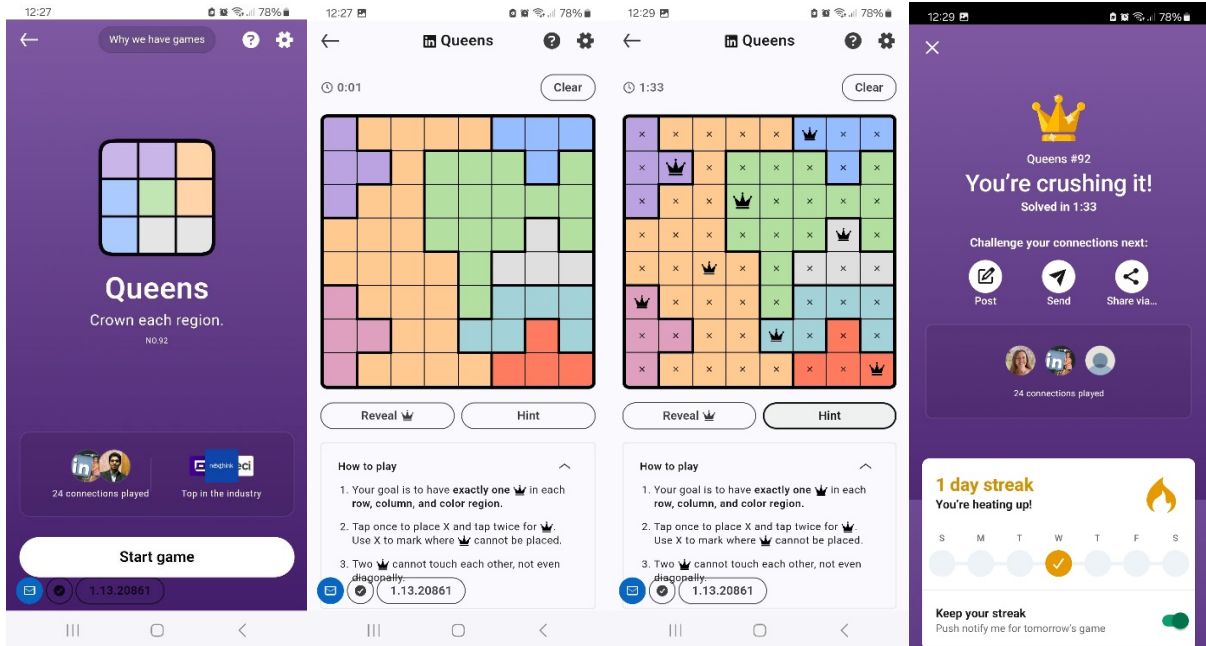 12:27
78%
Why we have games
?
Queens
Crown each region.
NO.92
in
nexthink
eci
24 connections played
Top in the industry
Start game
1.13.20861
12:27
78%
in Queens
?
0:01
Clear
Reveal
Hint
How to play
1. Your goal is to have exactly one in each
row, column, and color region.
2. Tap once to place X and tap twice for .
Use X to mark where cannot be placed.
3. Two cannot touch each other, not even
diagonally.
1.13.20861
12:29
78%
in Queens
?
1:33
Clear
Reveal
Hint
How to play
1. Your goal is to have exactly one in each
row, column, and color region.
2. Tap once to place X and tap twice for .
Use X to mark where cannot be placed.
3. Two cannot touch each other, not even
diagonally.
1.13.20861
12:29
78%
Queens #92
You're crushing it!
Solved in 1:33
Challenge your connections next:
Post Send Share via...
in
24 connections played
1 day streak
You're heating up!
S M T W T F S
Keep your streak
Push notify me for tomorrow's game